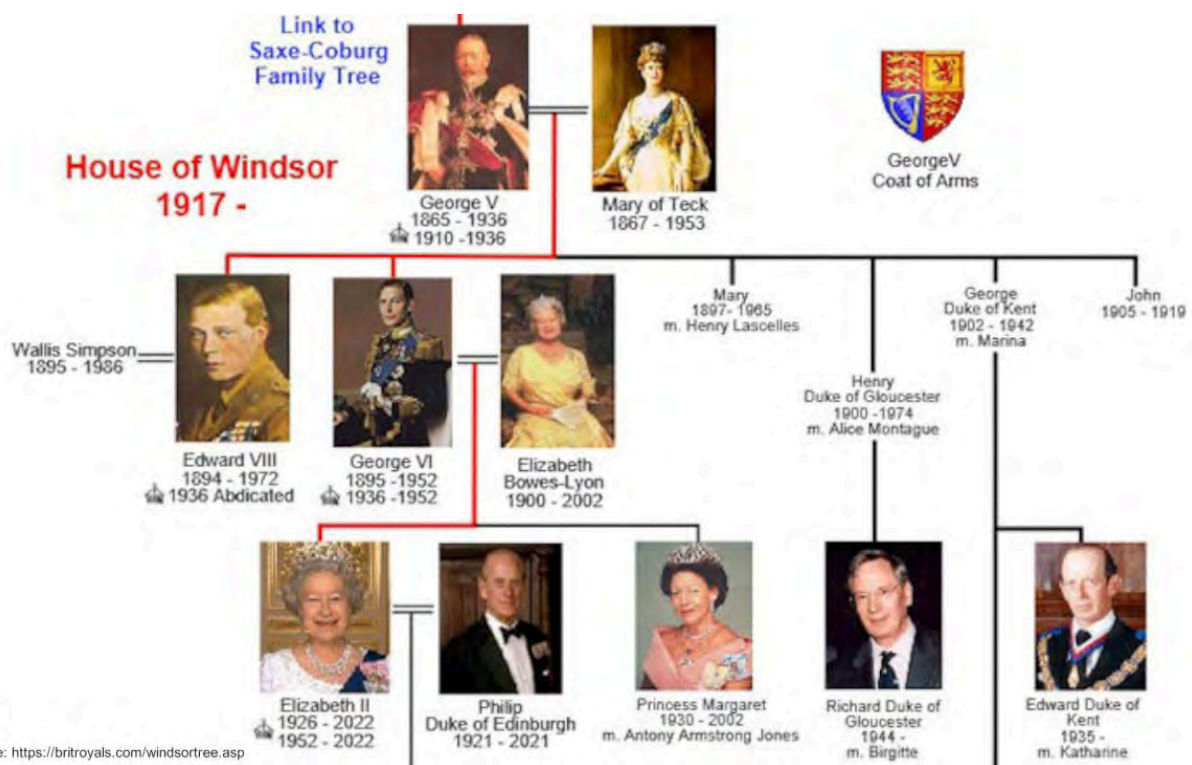 Link to
Saxe-Coburg
Family Tree
House of Windsor
1917 -
George V
1865 - 1936
1910 -1936
Mary of Teck
1867 - 1953
GeorgeV
Coat of Arms
Wallis Simpson
1895 - 1986
Edward VIII
1894 - 1972
1936 Abdicated
George VI
1895 -1952
1936 -1952
Elizabeth
Bowes-Lyon
1900 - 2002
Mary
1897- 1965
m. Henry Lascelles
Henry
Duke of Gloucester
1900 -1974
m. Alice Montague
George
Duke of Kent
1902 - 1942
m. Marina
John
1905 - 1919
Elizabeth II
1926 - 2022
1952 - 2022
Philip
Duke of Edinburgh
1921 - 2021
Princess Margaret
1930 - 2002
m. Antony Armstrong Jones
Richard Duke of
Gloucester
1944 -
m. Birgitte
Edward Duke of
Kent
1935 -
m. Katharine
e: https://britroyals.com/windsortree.asp